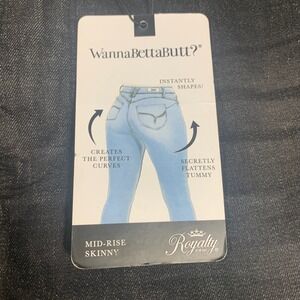 WannaBettaButt?®
INSTANTLY
SHAPES!
CREATES
THE PERFECT
CURVES
SECRETLY
FLATTENS
TUMMY
MID-RISE
SKINNY
Royalty